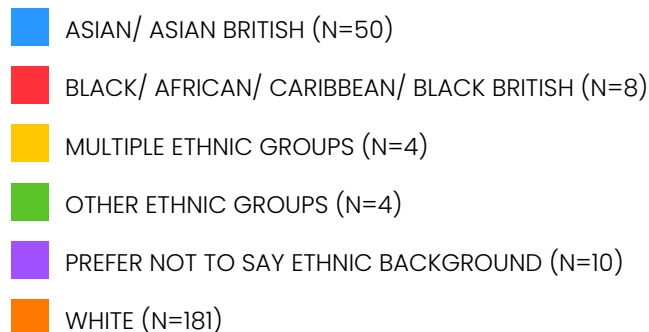 ASIAN/ ASIAN BRITISH (N=50)
BLACK/ AFRICAN/ CARIBBEAN/ BLACK BRITISH (N=8)
MULTIPLE ETHNIC GROUPS (N=4)
OTHER ETHNIC GROUPS (N=4)
PREFER NOT TO SAY ETHNIC BACKGROUND (N=10)
WHITE (N=181)